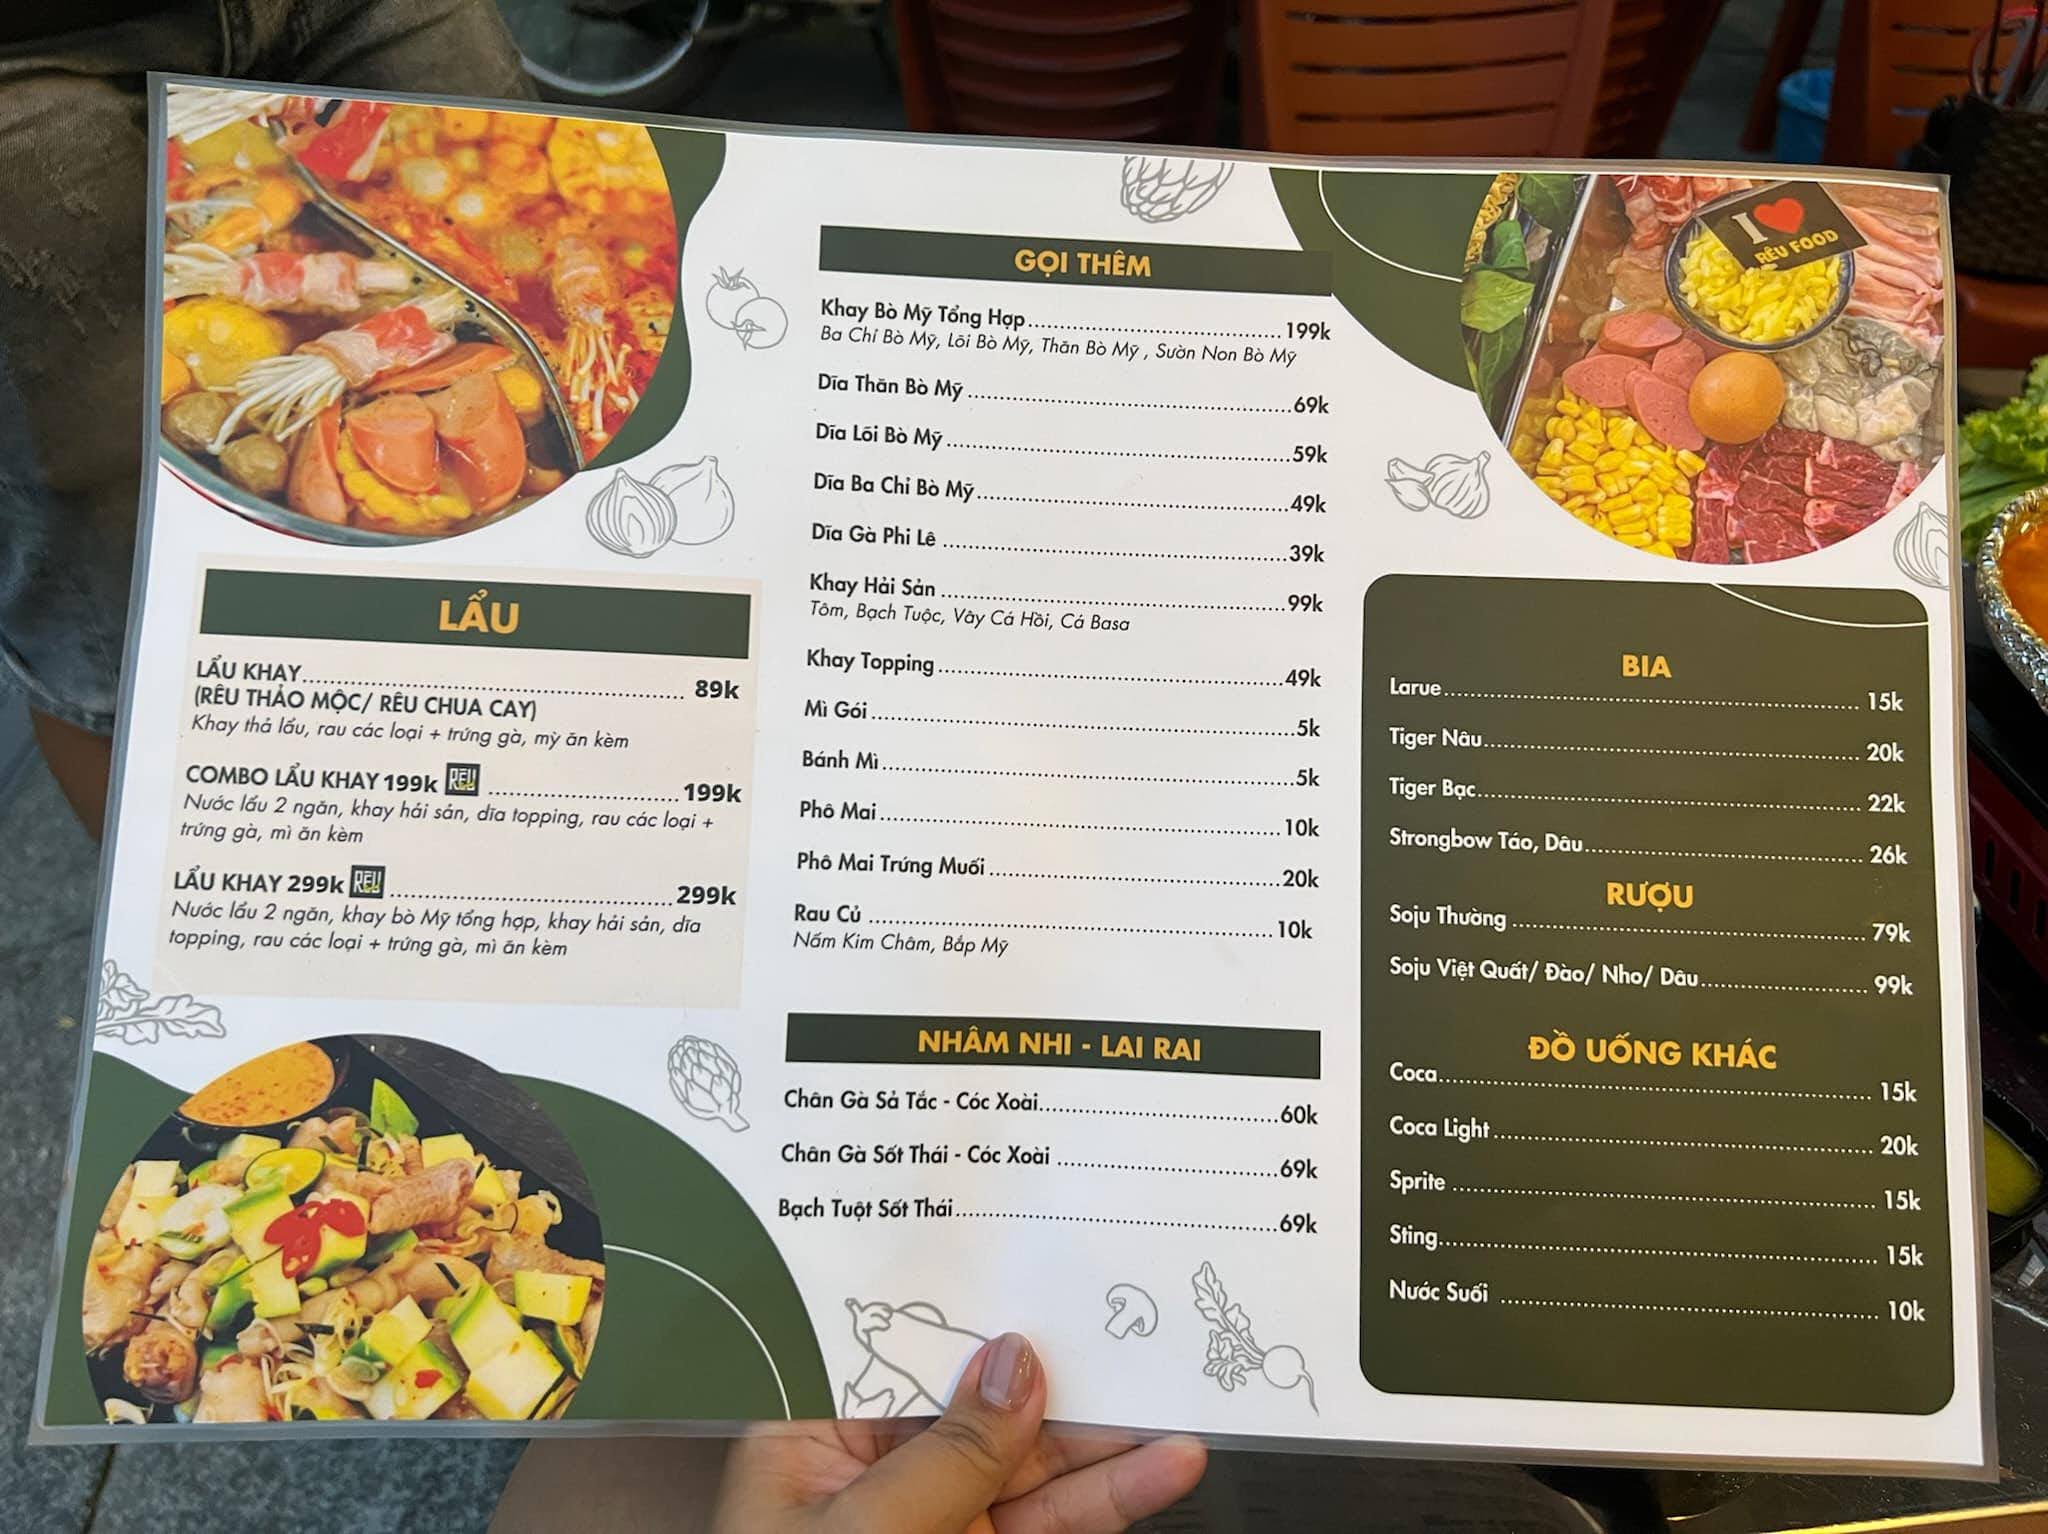 LẨU
LẨU KHAY........ 89k
(RÊU THẢO MỘC/ RÊU CHUA CAY)
Khay thả lẩu, rau các loại + trứng gà, mỳ ăn kèm
COMBO LẨU KHAY 199k RÊU ........ 199k
Nước lẩu 2 ngăn, khay hải sản, dĩa topping, rau các loại +
trứng gà, mì ăn kèm
LẨU KHAY 299k RÊU ........ 299k
Nước lẩu 2 ngăn, khay bò Mỹ tổng hợp, khay hải sản, dĩa
topping, rau các loại + trứng gà, mì ăn kèm
GỌI THÊM
Khay Bò Mỹ Tổng Hợp........199k
Ba Chỉ Bò Mỹ, Lõi Bò Mỹ, Thăn Bò Mỹ , Sườn Non Bò Mỹ
Dĩa Thăn Bò Mỹ ........69k
Dĩa Lõi Bò Mỹ ........59k
Dĩa Ba Chỉ Bò Mỹ........49k
Dĩa Gà Phi Lê ........39k
Khay Hải Sản ........99k
Tôm, Bạch Tuộc, Vây Cá Hồi, Cá Basa
Khay Topping........49k
Mì Gói........5k
Bánh Mì........5k
Phô Mai........10k
Phô Mai Trứng Muối........20k
Rau Củ ........10k
Nấm Kim Châm, Bắp Mỹ
NHÂM NHI - LAI RAI
Chân Gà Sả Tắc - Cóc Xoài........60k
Chân Gà Sốt Thái - Cóc Xoài ........69k
Bạch Tuột Sốt Thái........69k
I
RÊU FOOD
BIA
Larue........ 15k
Tiger Nâu........ 20k
Tiger Bạc........ 22k
Strongbow Táo, Dâu........ 26k
RƯỢU
Soju Thường ........ 79k
Soju Việt Quất/ Đào/ Nho/ Dâu........ 99k
ĐỒ UỐNG KHÁC
Coca........ 15k
Coca Light........ 20k
Sprite ........ 15k
Sting........ 15k
Nước Suối ........ 10k